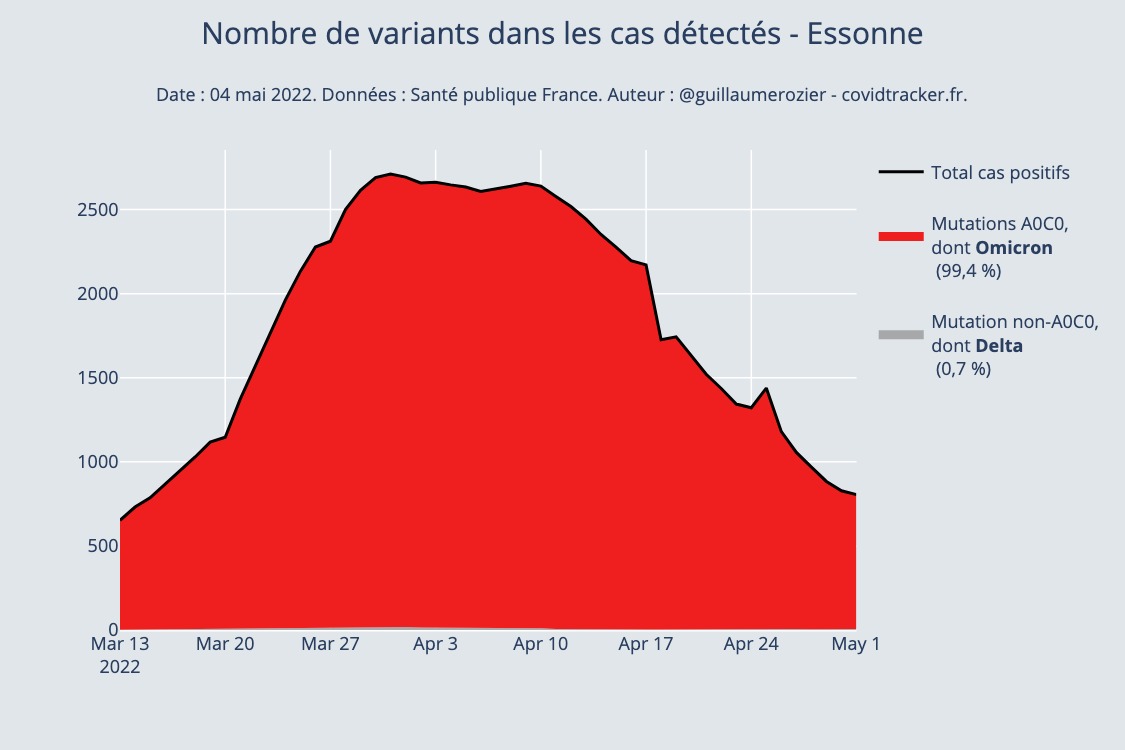 Nombre de variants dans les cas détectés - Essonne
Date : 04 mai 2022. Données : Santé publique France. Auteur : @guillaumerozier - covidtracker.fr.
Total cas positifs
Mutations A0C0,
dont Omicron
(99,4 %)
Mutation non-A0C0,
dont Delta
(0,7 %)
2500
2000
1500
1000
500
0
Mar 13
2022
Mar 20
Mar 27
Apr 3
Apr 10
Apr 17
Apr 24
May 1